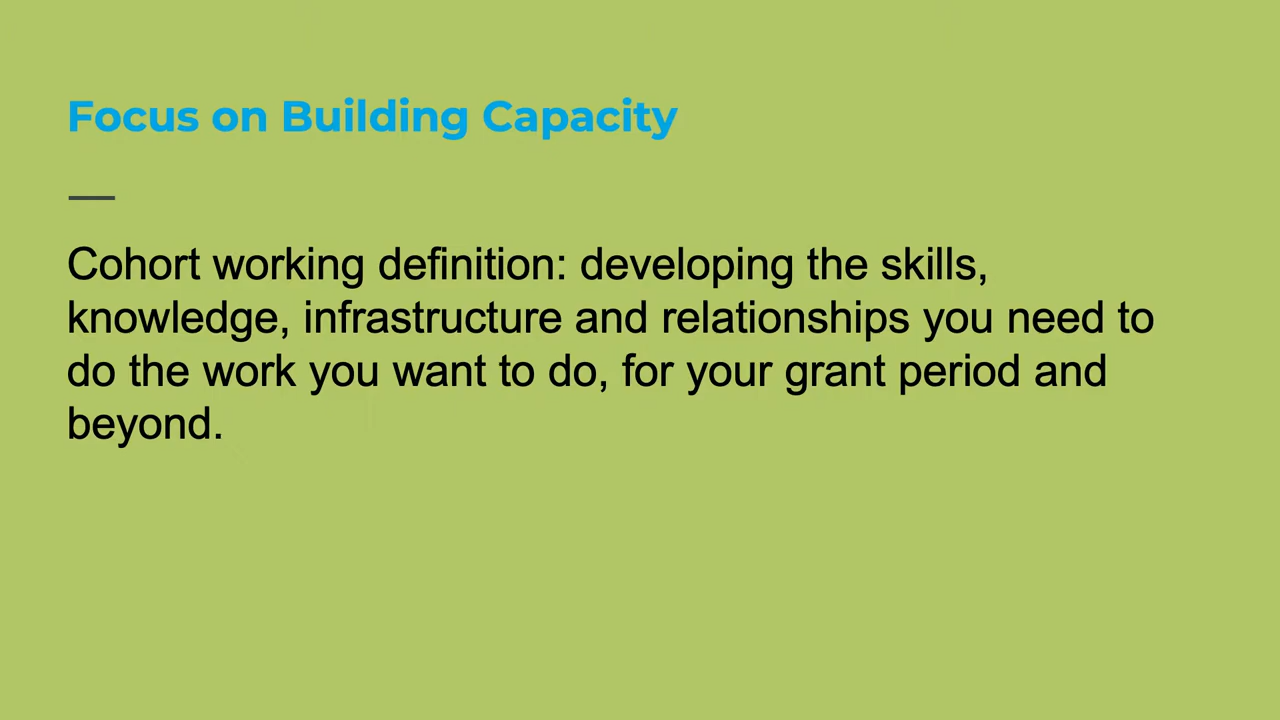 Focus on Building Capacity
Cohort working definition: developing the skills,
knowledge, infrastructure and relationships you need to
do the work you want to do, for your grant period and
beyond.